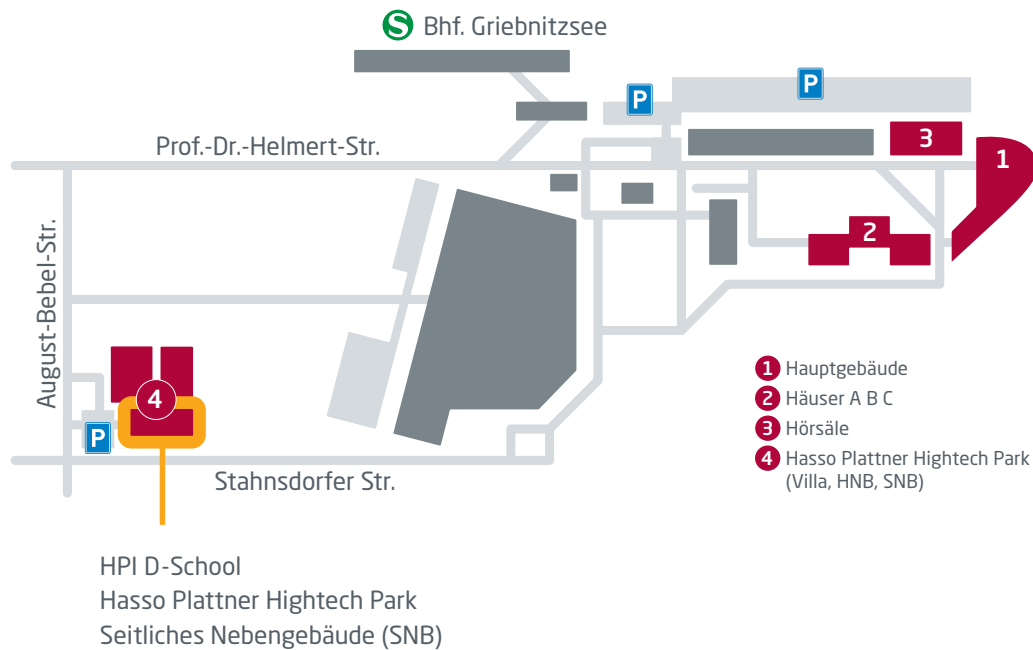 S Bhf. Griebnitzsee
P
P
Prof.-Dr.-Helmert-Str.
3
1
2
August-Bebel-Str.
4
P
Stahnsdorfer Str.
1 Hauptgebäude
2 Häuser A B C
3 Hörsäle
4 Hasso Plattner Hightech Park
(Villa, HNB, SNB)
HPI D-School
Hasso Plattner Hightech Park
Seitliches Nebengebäude (SNB)